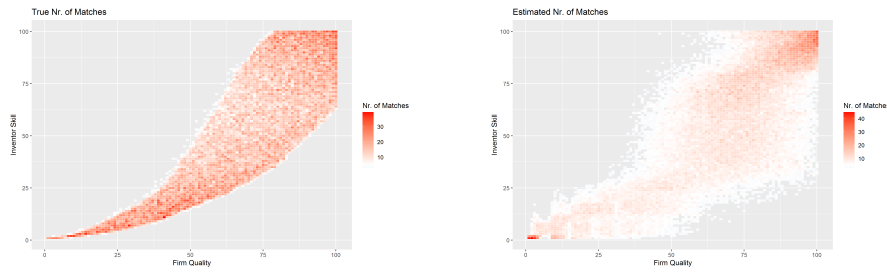 True Nr. of Matches
100
75
50
25
0
Inventor Skill
0 25 50 75 100
Firm Quality
Nr. of Matches
30
20
10
Estimated Nr. of Matches
100
75
50
25
0
Inventor Skill
0 25 50 75 100
Firm Quality
Nr. of Matche
40
30
20
10